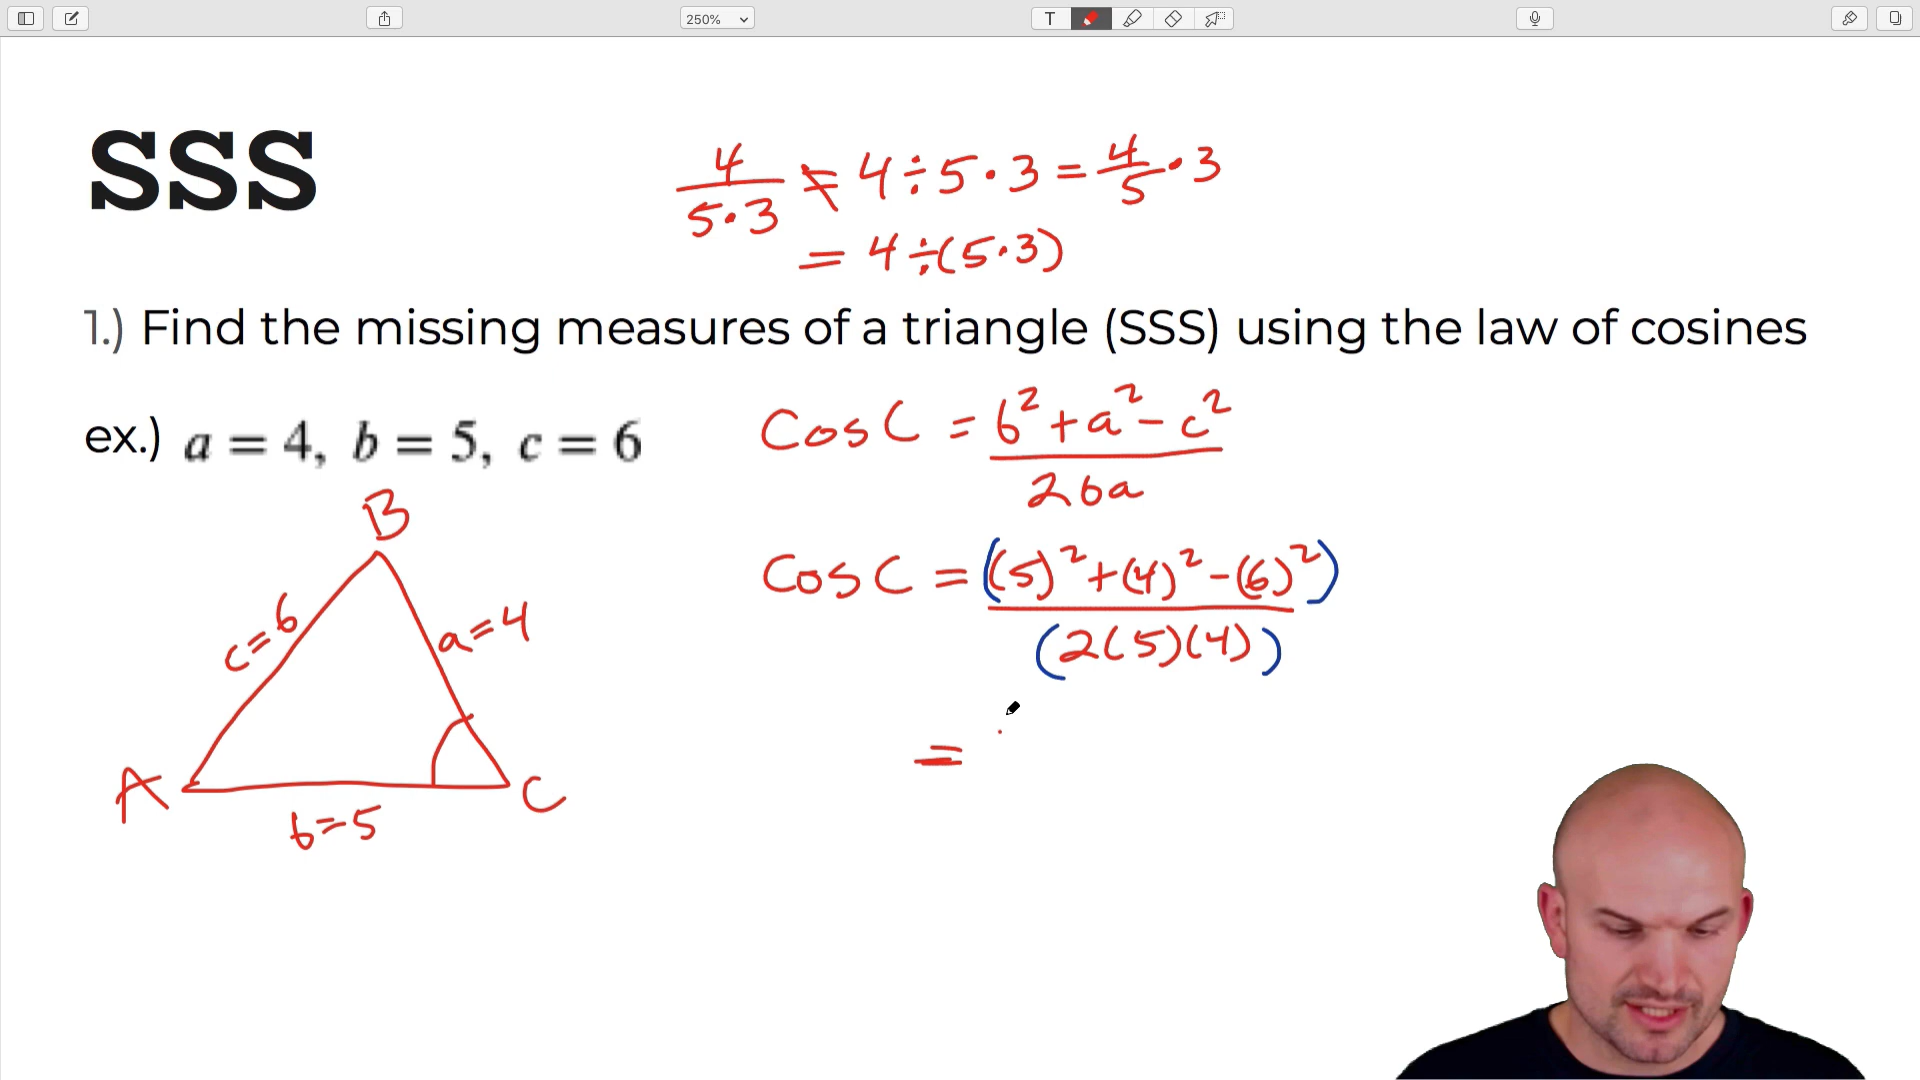 250%
T
SSS
4/(5·3) ≠ 4÷5·3 = 4/5·3
= 4÷(5·3)
1.) Find the missing measures of a triangle (SSS) using the law of cosines
ex.) a = 4, b = 5, c = 6
Cos C = (b²+a²-c²)/2ba
Cos C = ((5)²+(4)²-(6)²)/(2(5)(4))
=
B
c=6
a=4
A
C
b=5